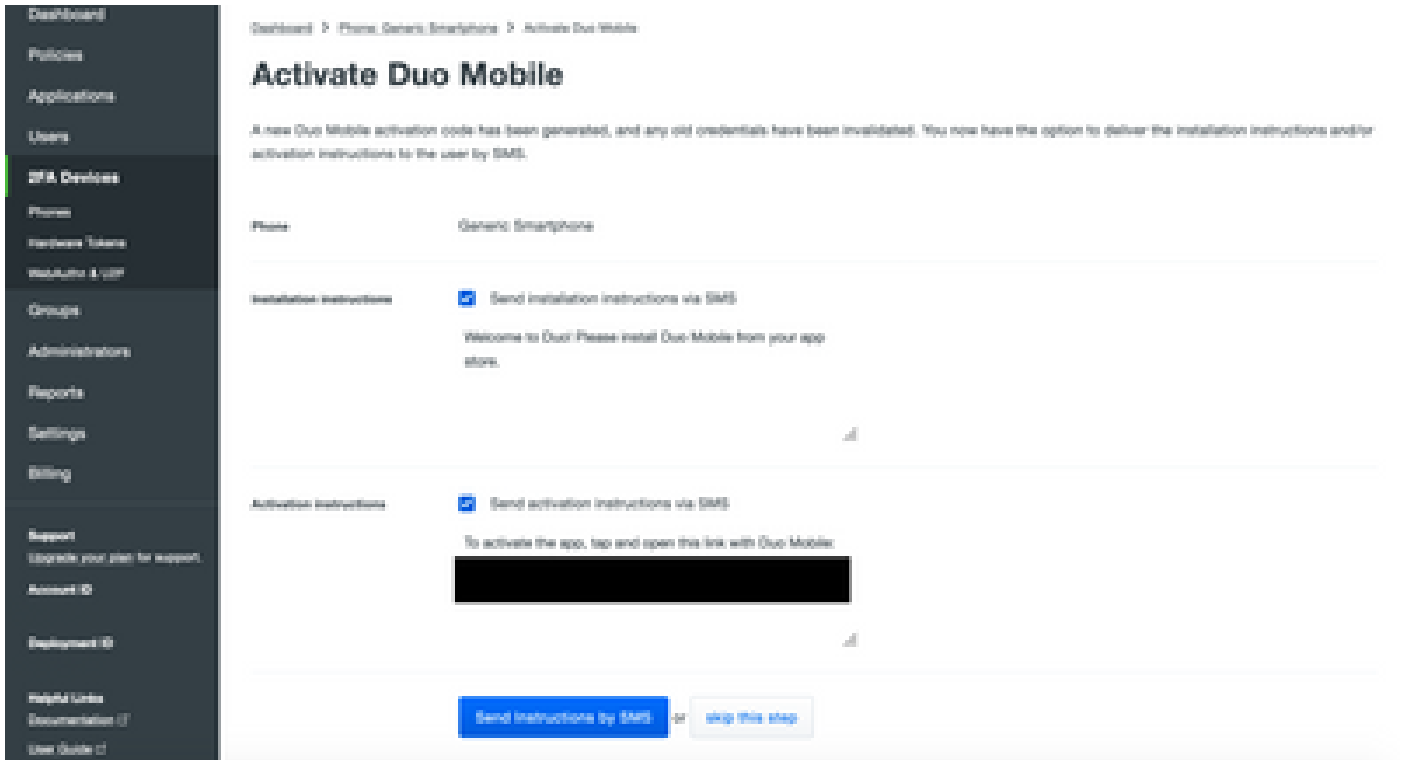 Dashboard
Policies
Applications
Users
2FA Devices
Phones
Hardware Tokens
WebAuthn & U2F
Groups
Administrators
Reports
Settings
Billing
Support
Upgrade your plan for support.
Account ID
Deployment ID
Helpful Links
Documentation
User Guide
Dashboard > Phone: Generic Smartphone > Activate Duo Mobile
Activate Duo Mobile
A new Duo Mobile activation code has been generated, and any old credentials have been invalidated. You now have the option to deliver the installation instructions and/or
activation instructions to the user by SMS.
Phone Generic Smartphone
Installation instructions Send installation instructions via SMS
Welcome to Duo! Please install Duo Mobile from your app
store.
Activation instructions Send activation instructions via SMS
To activate the app, tap and open this link with Duo Mobile:
Send Instructions by SMS or skip this step